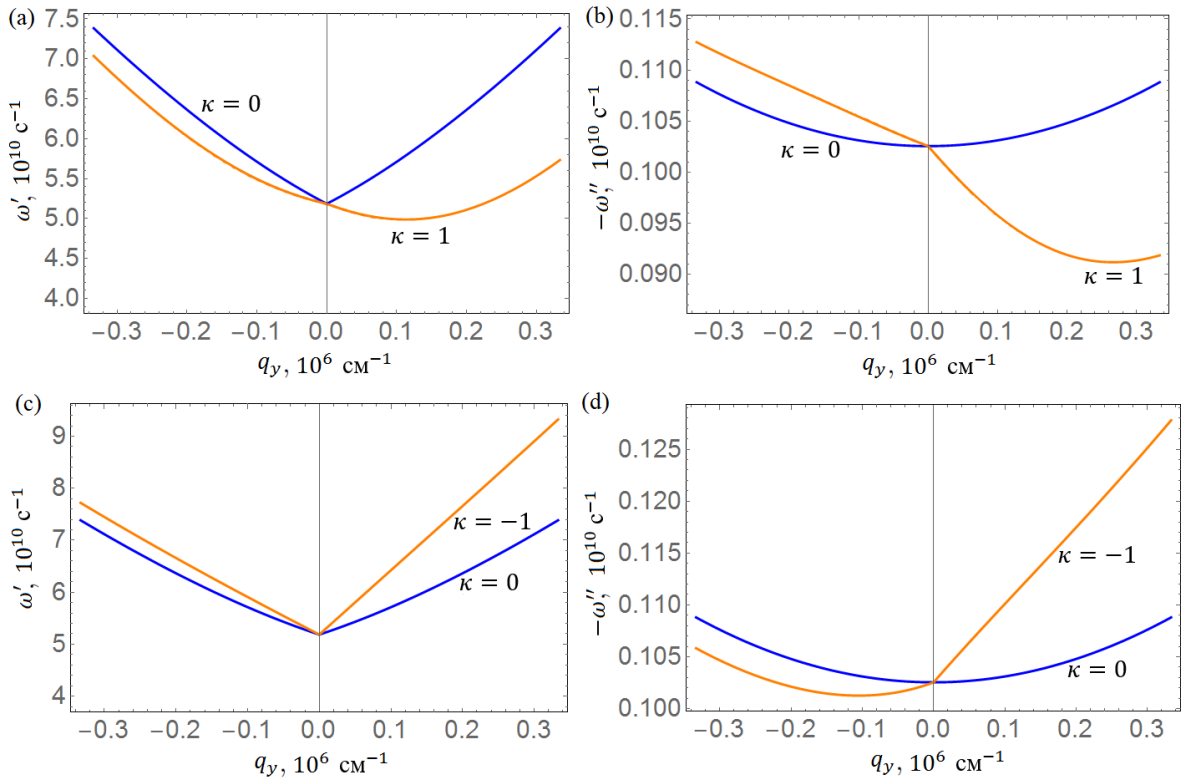 (a)
7.5
7.0
6.5
6.0
5.5
5.0
4.5
4.0
ω′, 10¹⁰ c⁻¹
κ = 0
κ = 1
−0.3 −0.2 −0.1 0.0 0.1 0.2 0.3
q_y, 10⁶ см⁻¹
(b)
0.115
0.110
0.105
0.100
0.095
0.090
−ω″, 10¹⁰ c⁻¹
κ = 0
κ = 1
−0.3 −0.2 −0.1 0.0 0.1 0.2 0.3
q_y, 10⁶ см⁻¹
(c)
9
8
7
6
5
4
ω′, 10¹⁰ c⁻¹
κ = −1
κ = 0
−0.3 −0.2 −0.1 0.0 0.1 0.2 0.3
q_y, 10⁶ см⁻¹
(d)
0.125
0.120
0.115
0.110
0.105
0.100
−ω″, 10¹⁰ c⁻¹
κ = −1
κ = 0
−0.3 −0.2 −0.1 0.0 0.1 0.2 0.3
q_y, 10⁶ см⁻¹